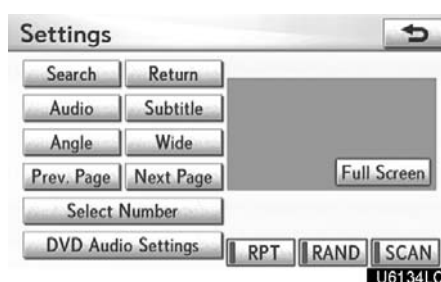 Settings
Search Return
Audio Subtitle
Angle Wide
Prev. Page Next Page Full Screen
Select Number
DVD Audio Settings RPT RAND SCAN
U6134LC